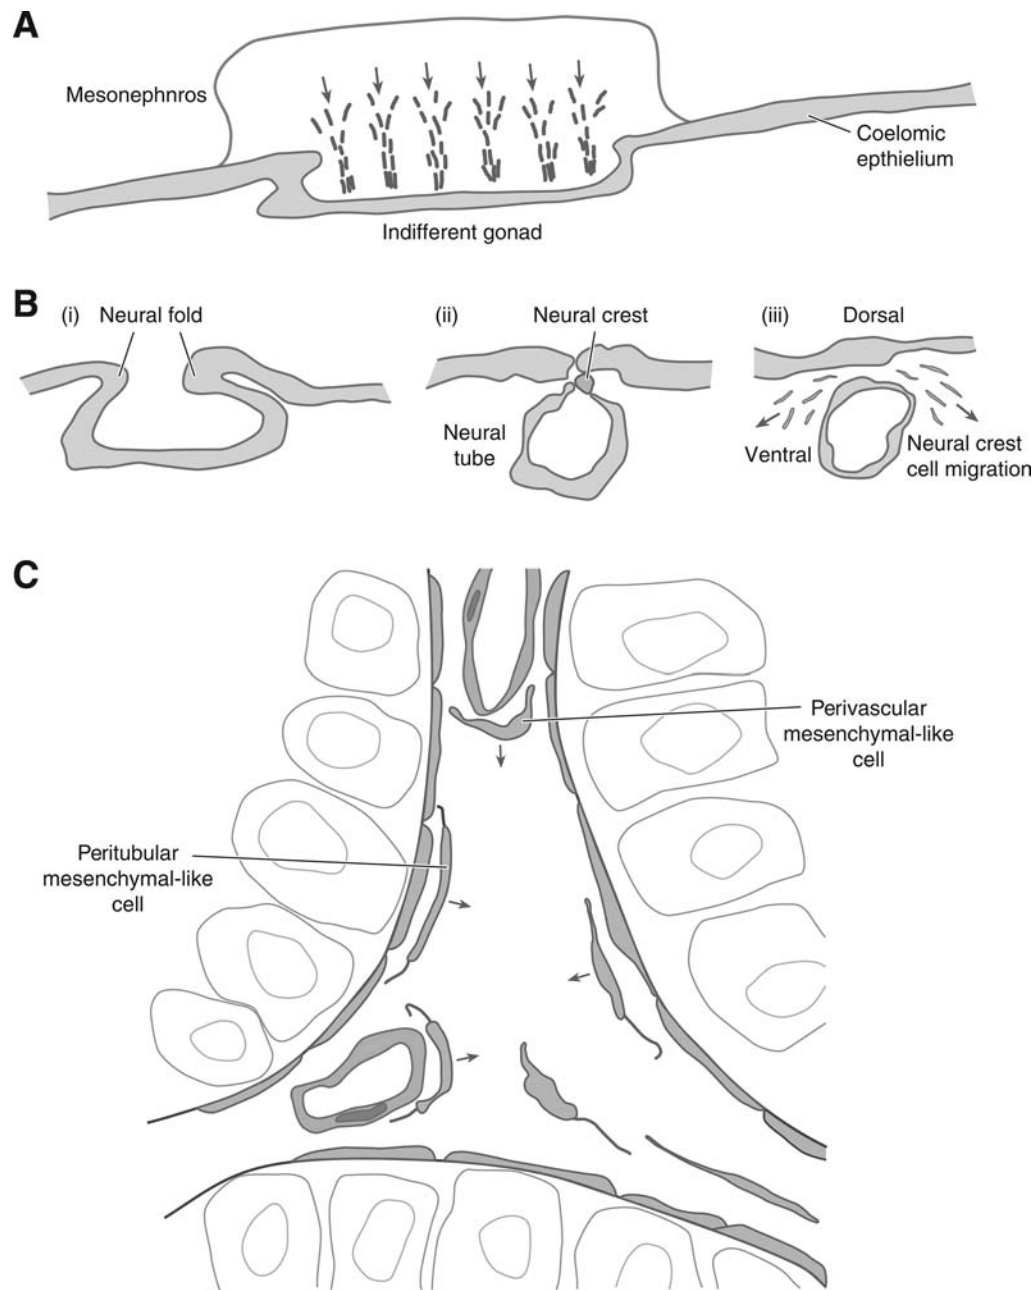 A
Mesonephnros
Coelomic
epthielium
Indifferent gonad
B
(i) Neural fold
(ii) Neural crest
(iii) Dorsal
Neural
tube
Ventral
Neural crest
cell migration
C
Perivascular
mesenchymal-like
cell
Peritubular
mesenchymal-like
cell